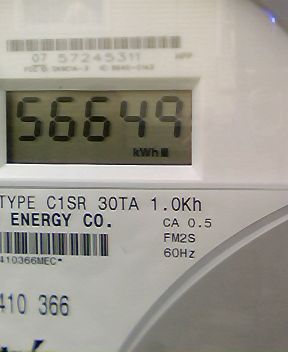 07 57245311
56649
kWh
TYPE C1SR 30TA 1.0Kh
ENERGY CO.
CA 0.5
FM2S
60Hz
410366MEC*
410 366